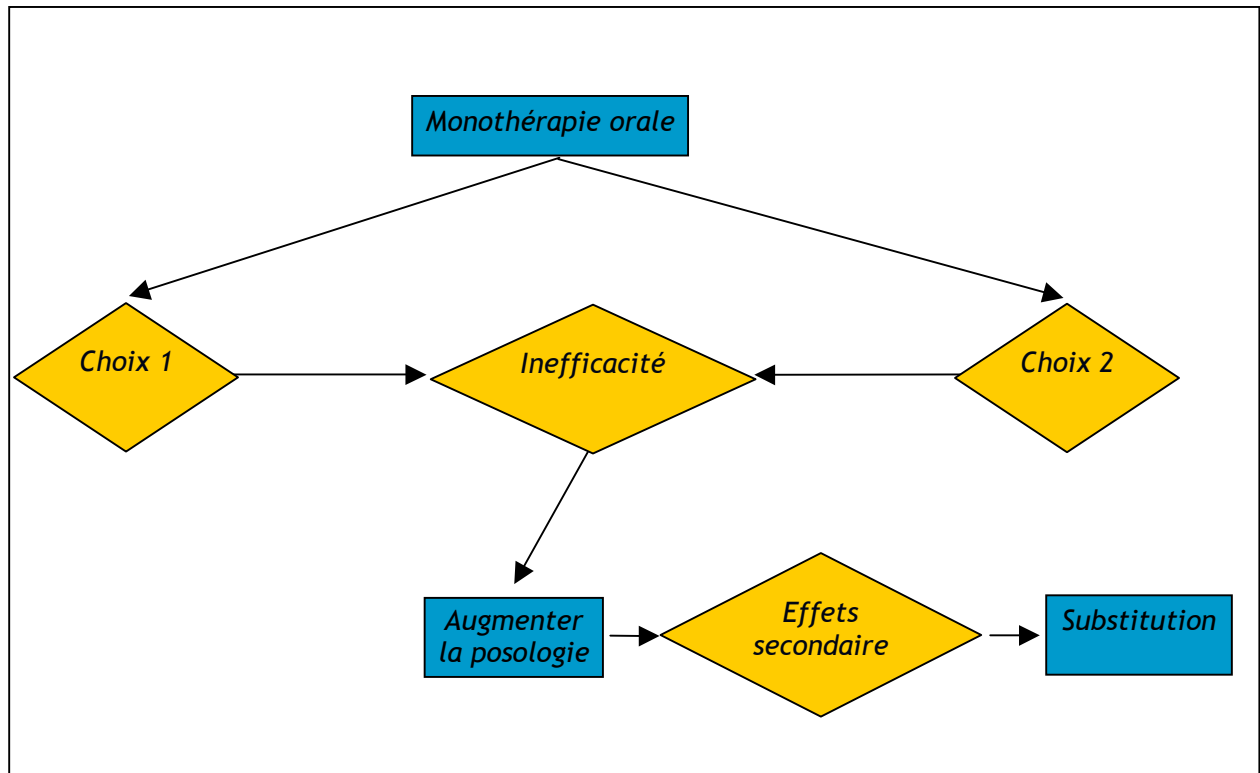 Monothérapie orale
Choix 1
Inefficacité
Choix 2
Augmenter
la posologie
Effets
secondaire
Substitution